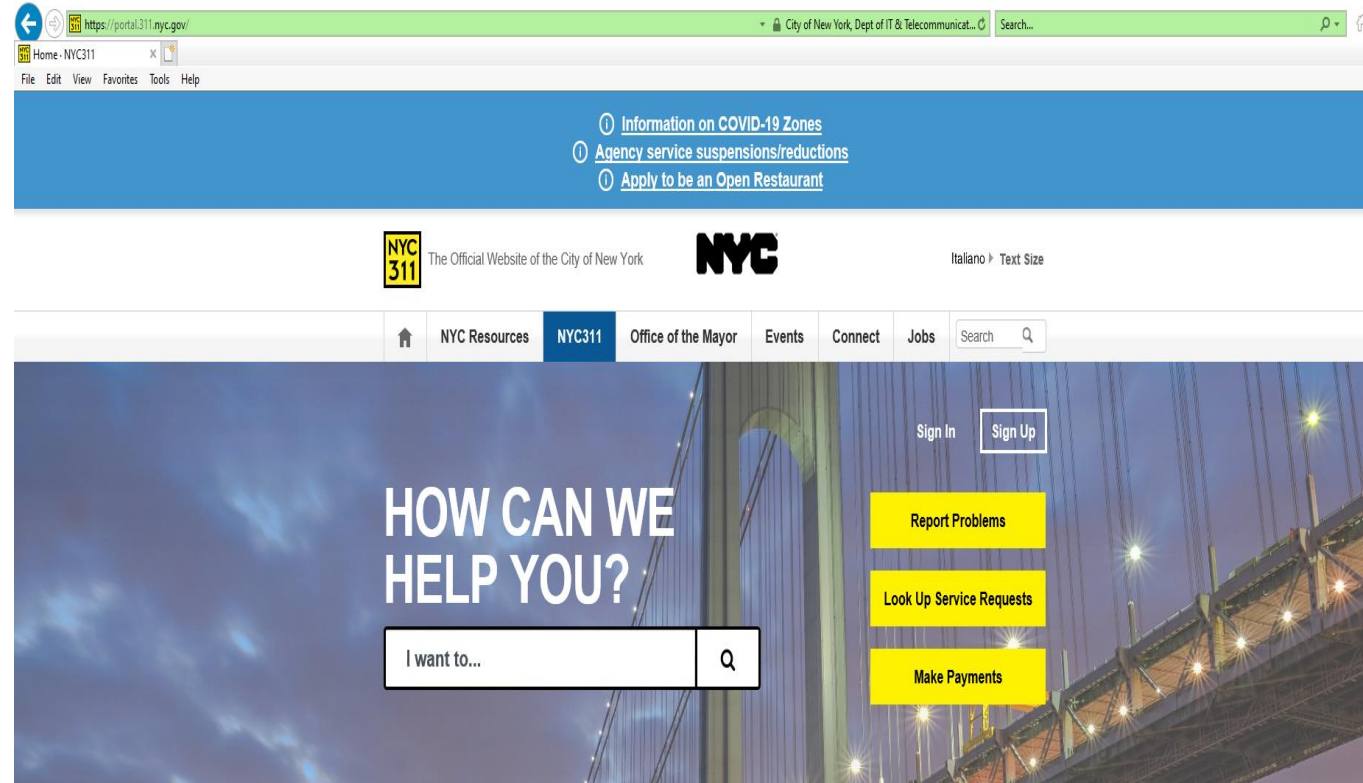 NYC
311
https://portal.311.nyc.gov/
City of New York, Dept of IT & Telecommunicat...
Search...
NYC
311
Home · NYC311
File Edit View Favorites Tools Help
Information on COVID-19 Zones
Agency service suspensions/reductions
Apply to be an Open Restaurant
NYC
311
The Official Website of the City of New York
NYC
Italiano
Text Size
NYC Resources
NYC311
Office of the Mayor
Events
Connect
Jobs
Search
Sign In
Sign Up
HOW CAN WE
HELP YOU?
Report Problems
Look Up Service Requests
I want to...
Make Payments